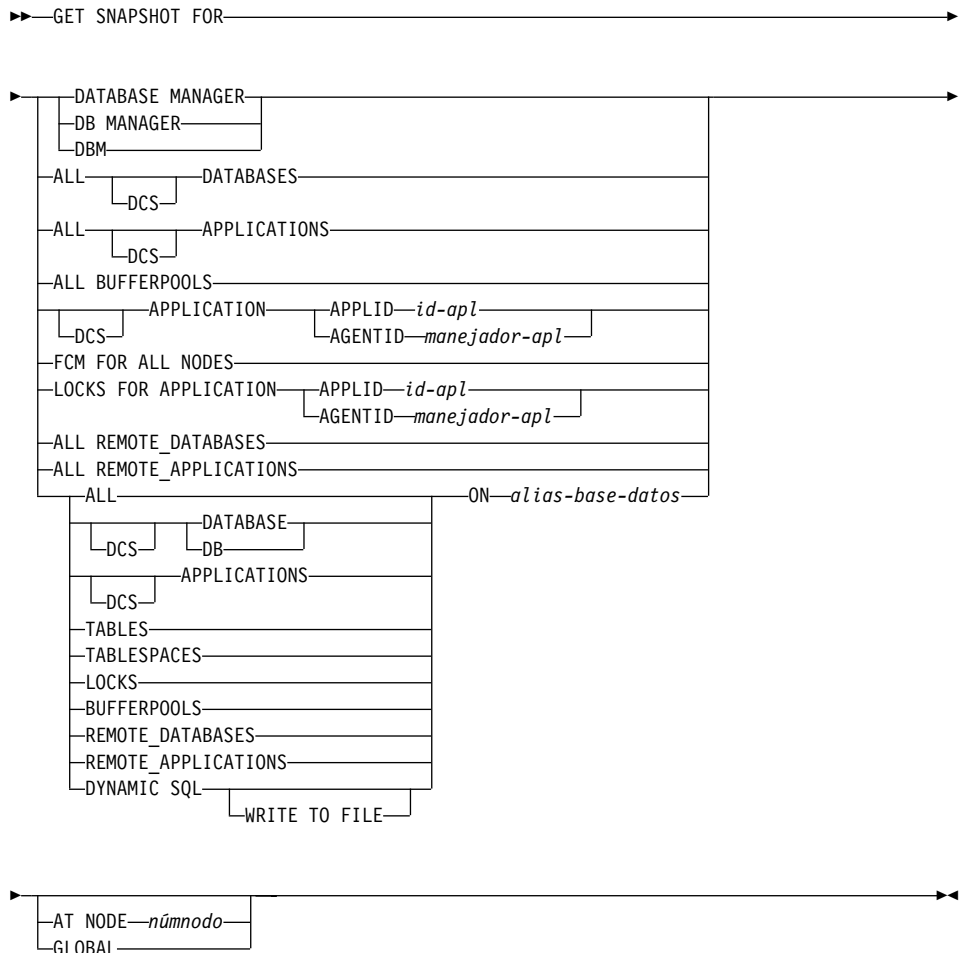 GET SNAPSHOT FOR
DATABASE MANAGER
DB MANAGER
DBM
ALL DATABASES
DCS
ALL APPLICATIONS
DCS
ALL BUFFERPOOLS
APPLICATION APPLID id-apl
DCS AGENTID manejador-apl
FCM FOR ALL NODES
LOCKS FOR APPLICATION APPLID id-apl
AGENTID manejador-apl
ALL REMOTE_DATABASES
ALL REMOTE_APPLICATIONS
ALL ON alias-base-datos
DATABASE
DCS DB
APPLICATIONS
DCS
TABLES
TABLESPACES
LOCKS
BUFFERPOOLS
REMOTE_DATABASES
REMOTE_APPLICATIONS
DYNAMIC SQL
WRITE TO FILE
AT NODE númnodo
GLOBAL